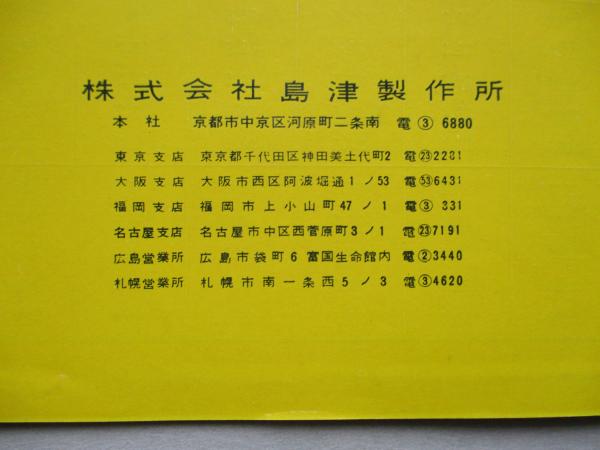 株式会社島津製作所
本社 京都市中京区河原町二条南 電③6880
東京支店 東京都千代田区神田美土代町2 電㉓2281
大阪支店 大阪市西区阿波堀通1ノ53 電㊾6431
福岡支店 福岡市上小山町47ノ1 電③331
名古屋支店 名古屋市中区西菅原町3ノ1 電㉓7191
広島営業所 広島市袋町6 富国生命館内 電②3440
札幌営業所 札幌市南一条西5ノ3 電③4620